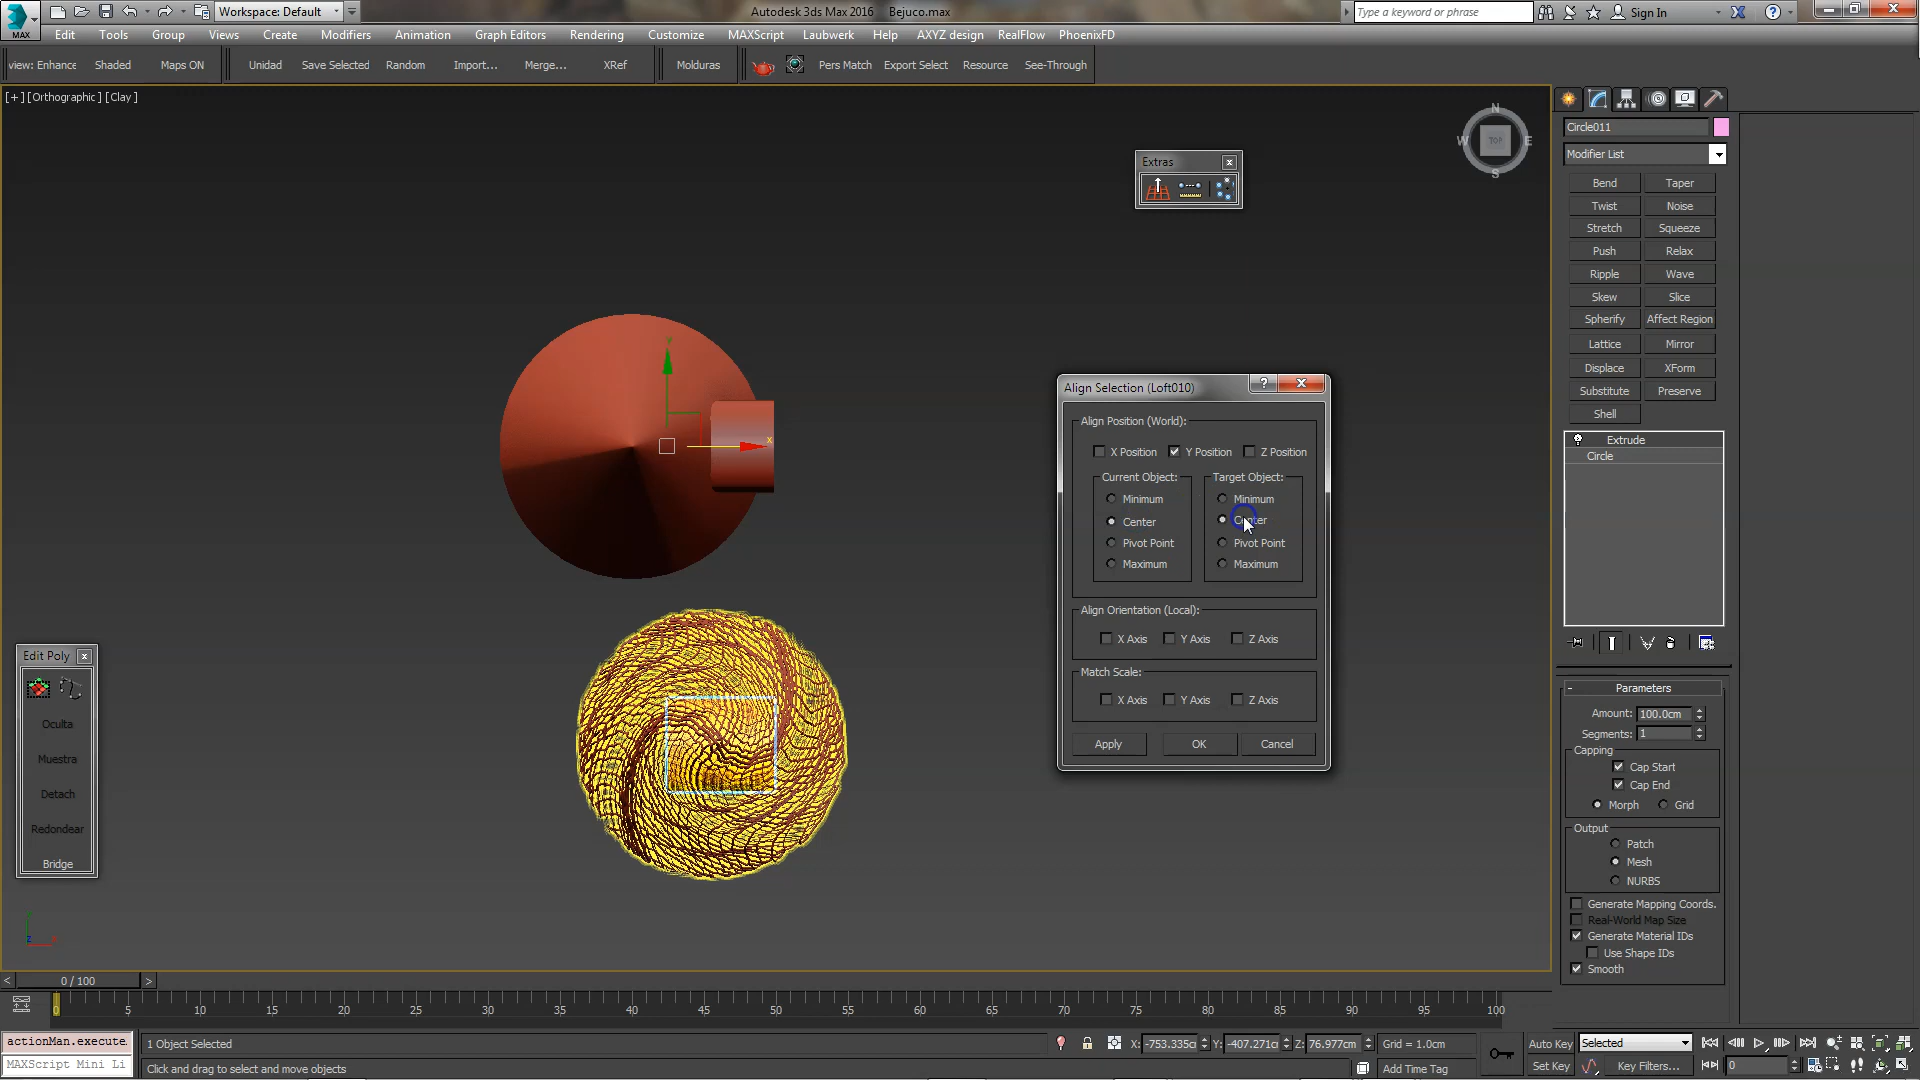 MAX
Workspace: Default
Autodesk 3ds Max 2016 Bejuco.max
Type a keyword or phrase
Sign In
Edit Tools Group Views Create Modifiers Animation Graph Editors Rendering Customize MAXScript Laubwerk Help AXYZ design RealFlow PhoenixFD
view: Enhance Shaded Maps ON Unidad Save Selected Random Import... Merge... XRef Molduras Pers Match Export Select Resource See-Through
[+] [Orthographic] [Clay]
N
W TOP E
S
Extras
Circle011
Modifier List
Bend Taper
Twist Noise
Stretch Squeeze
Push Relax
Ripple Wave
Skew Slice
Spherify Affect Region
Lattice Mirror
Displace XForm
Substitute Preserve
Shell
Extrude
Circle
y
x
Align Selection (Loft010)
Align Position (World):
X Position Y Position Z Position
Current Object: Target Object:
Minimum Minimum
Center Center
Pivot Point Pivot Point
Maximum Maximum
Align Orientation (Local):
X Axis Y Axis Z Axis
Match Scale:
X Axis Y Axis Z Axis
Apply OK Cancel
Edit Poly
Oculta
Muestra
Detach
Redondear
Bridge
Parameters
Amount: 100.0cm
Segments: 1
Capping
Cap Start
Cap End
Morph Grid
Output
Patch
Mesh
NURBS
Generate Mapping Coords.
Real-World Map Size
Generate Material IDs
Use Shape IDs
Smooth
< 0 / 100 >
0 5 10 15 20 25 30 35 40 45 50 55 60 65 70 75 80 85 90 95 100
actionMan.execute
MAXScript Mini Li
1 Object Selected
X: -753.335c Y: -407.271c Z: 76.977cm Grid = 1.0cm
Click and drag to select and move objects
Add Time Tag
Auto Key Selected
Set Key Key Filters... 0